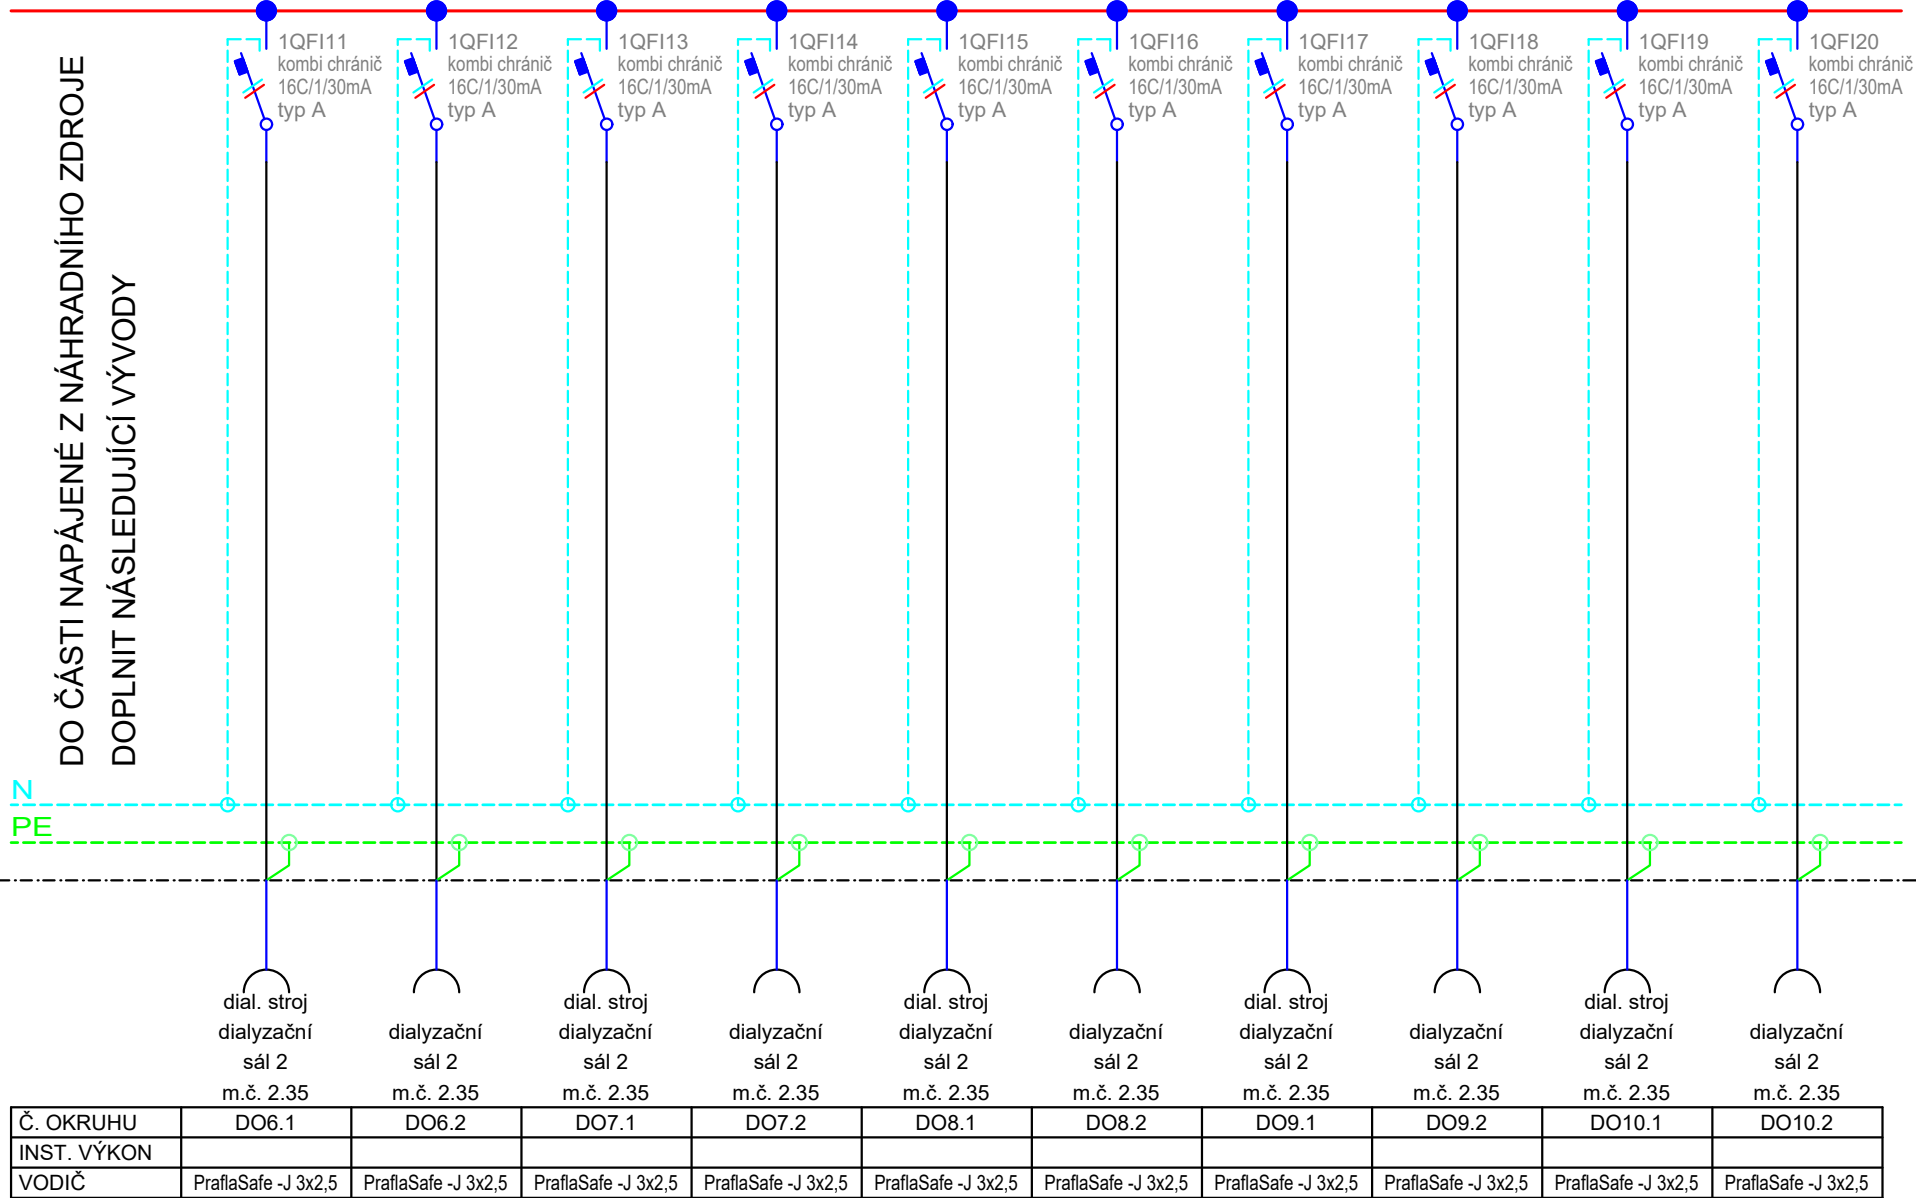 DO ČÁSTI NAPÁJENÉ Z NÁHRADNÍHO ZDROJE
DOPLNIT NÁSLEDUJÍCÍ VÝVODY
1QFI11
kombi chránič
16C/1/30mA
typ A
1QFI12
kombi chránič
16C/1/30mA
typ A
1QFI13
kombi chránič
16C/1/30mA
typ A
1QFI14
kombi chránič
16C/1/30mA
typ A
1QFI15
kombi chránič
16C/1/30mA
typ A
1QFI16
kombi chránič
16C/1/30mA
typ A
1QFI17
kombi chránič
16C/1/30mA
typ A
1QFI18
kombi chránič
16C/1/30mA
typ A
1QFI19
kombi chránič
16C/1/30mA
typ A
1QFI20
kombi chránič
16C/1/30mA
typ A
N
PE
dial. stroj
dialyzační
sál 2
m.č. 2.35
dialyzační
sál 2
m.č. 2.35
dial. stroj
dialyzační
sál 2
m.č. 2.35
dialyzační
sál 2
m.č. 2.35
dial. stroj
dialyzační
sál 2
m.č. 2.35
dialyzační
sál 2
m.č. 2.35
dial. stroj
dialyzační
sál 2
m.č. 2.35
dialyzační
sál 2
m.č. 2.35
dial. stroj
dialyzační
sál 2
m.č. 2.35
dialyzační
sál 2
m.č. 2.35
Č. OKRUHU DO6.1 DO6.2 DO7.1 DO7.2 DO8.1 DO8.2 DO9.1 DO9.2 DO10.1 DO10.2
INST. VÝKON
VODIČ PraflaSafe -J 3x2,5 PraflaSafe -J 3x2,5 PraflaSafe -J 3x2,5 PraflaSafe -J 3x2,5 PraflaSafe -J 3x2,5 PraflaSafe -J 3x2,5 PraflaSafe -J 3x2,5 PraflaSafe -J 3x2,5 PraflaSafe -J 3x2,5 PraflaSafe -J 3x2,5